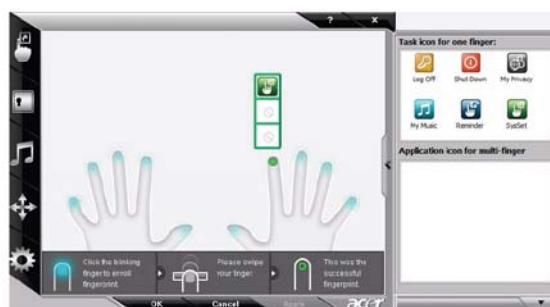 ? X
Task icon for one finger:
Log Off Shut Down My Privacy
My Music Reminder SysSet
Application icon for multi-finger
Click the blinking
finger to enroll
fingerprint.
Please swipe
your finger.
This was the
successful
fingerprint.
OK Cancel Apply acer